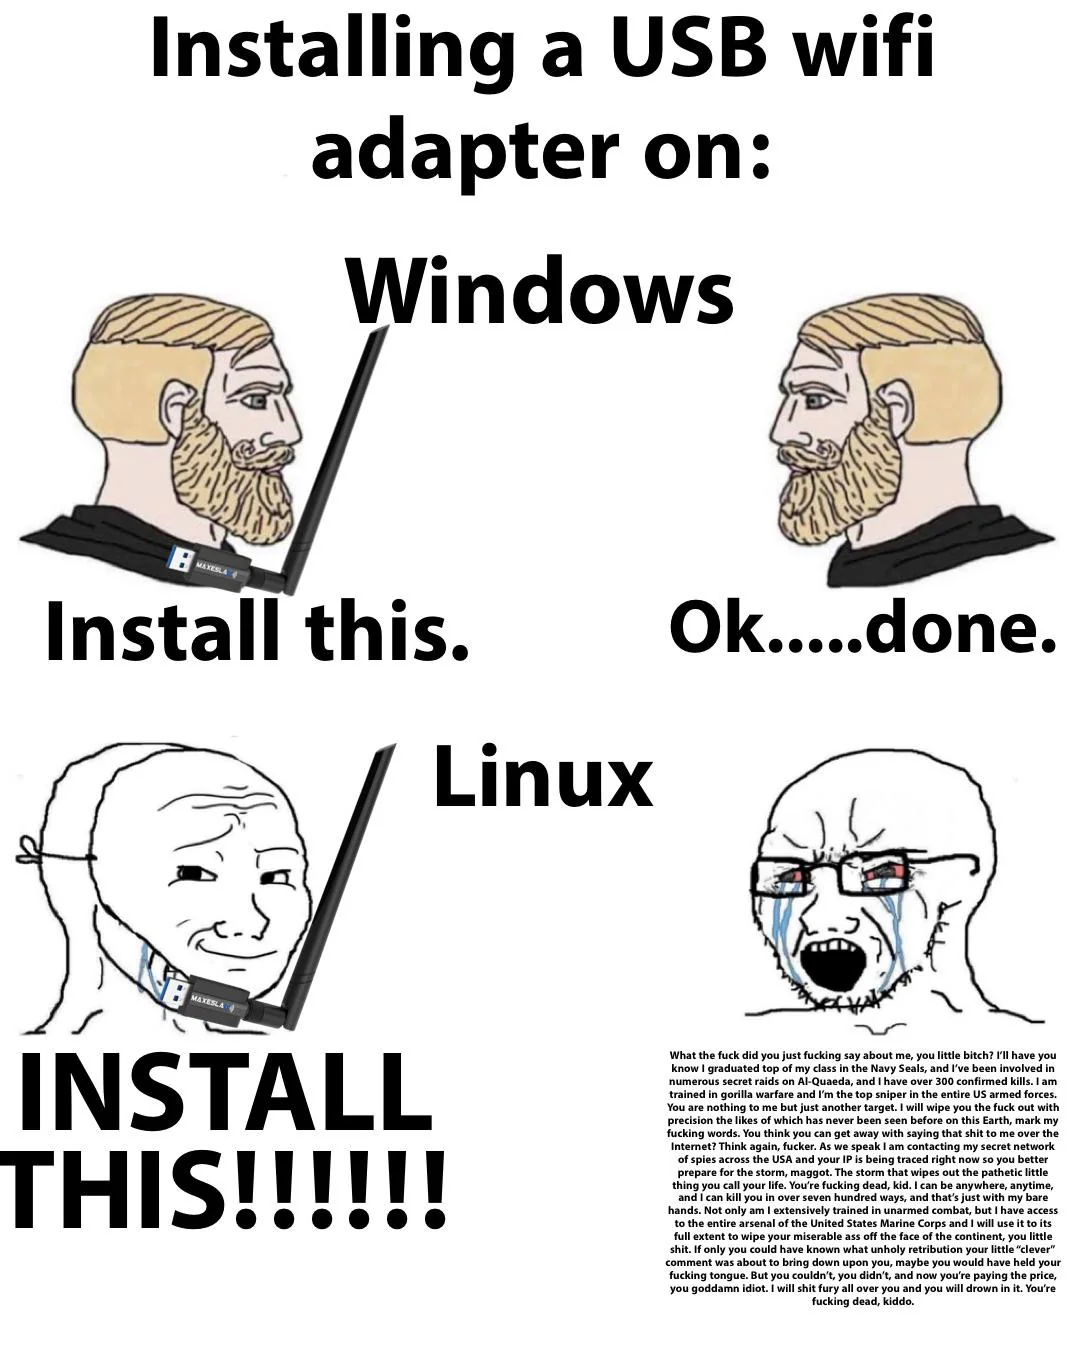 Installing a USB wifi
adapter on:
Windows
MAXESLA
Install this.
Ok.....done.
Linux
MAXESLA
INSTALL
THIS!!!!!!
What the fuck did you just fucking say about me, you little bitch? I’ll have you
know I graduated top of my class in the Navy Seals, and I’ve been involved in
numerous secret raids on Al-Quaeda, and I have over 300 confirmed kills. I am
trained in gorilla warfare and I’m the top sniper in the entire US armed forces.
You are nothing to me but just another target. I will wipe you the fuck out with
precision the likes of which has never been seen before on this Earth, mark my
fucking words. You think you can get away with saying that shit to me over the
Internet? Think again, fucker. As we speak I am contacting my secret network
of spies across the USA and your IP is being traced right now so you better
prepare for the storm, maggot. The storm that wipes out the pathetic little
thing you call your life. You’re fucking dead, kid. I can be anywhere, anytime,
and I can kill you in over seven hundred ways, and that’s just with my bare
hands. Not only am I extensively trained in unarmed combat, but I have access
to the entire arsenal of the United States Marine Corps and I will use it to its
full extent to wipe your miserable ass off the face of the continent, you little
shit. If only you could have known what unholy retribution your little “clever”
comment was about to bring down upon you, maybe you would have held your
fucking tongue. But you couldn’t, you didn’t, and now you’re paying the price,
you goddamn idiot. I will shit fury all over you and you will drown in it. You’re
fucking dead, kiddo.